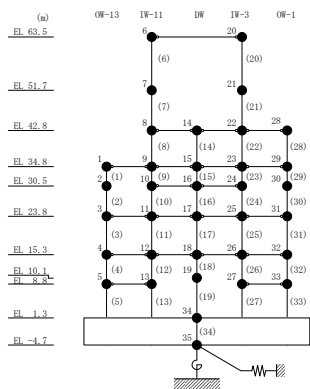 (m) OW-13 IW-11 DW IW-3 OW-1
EL 63.5 6 20
(6) (20)
EL 51.7 7 21
(7) (21)
EL 42.8 8 14 22 28
(8) (14) (22) (28)
EL 34.8 1 9 15 23 29
(1) (9) (15) (23) (29)
EL 30.5 2 10 16 24 30
(2) (10) (16) (24) (30)
EL 23.8 3 11 17 25 31
(3) (11) (17) (25) (31)
EL 15.3 4 12 18 26 32
(4) (12) (18) (26) (32)
EL 10.1 19
EL 8.8 5 13 27 33
(5) (13) (19) (27) (33)
EL 1.3 34
(34)
EL -4.7 35